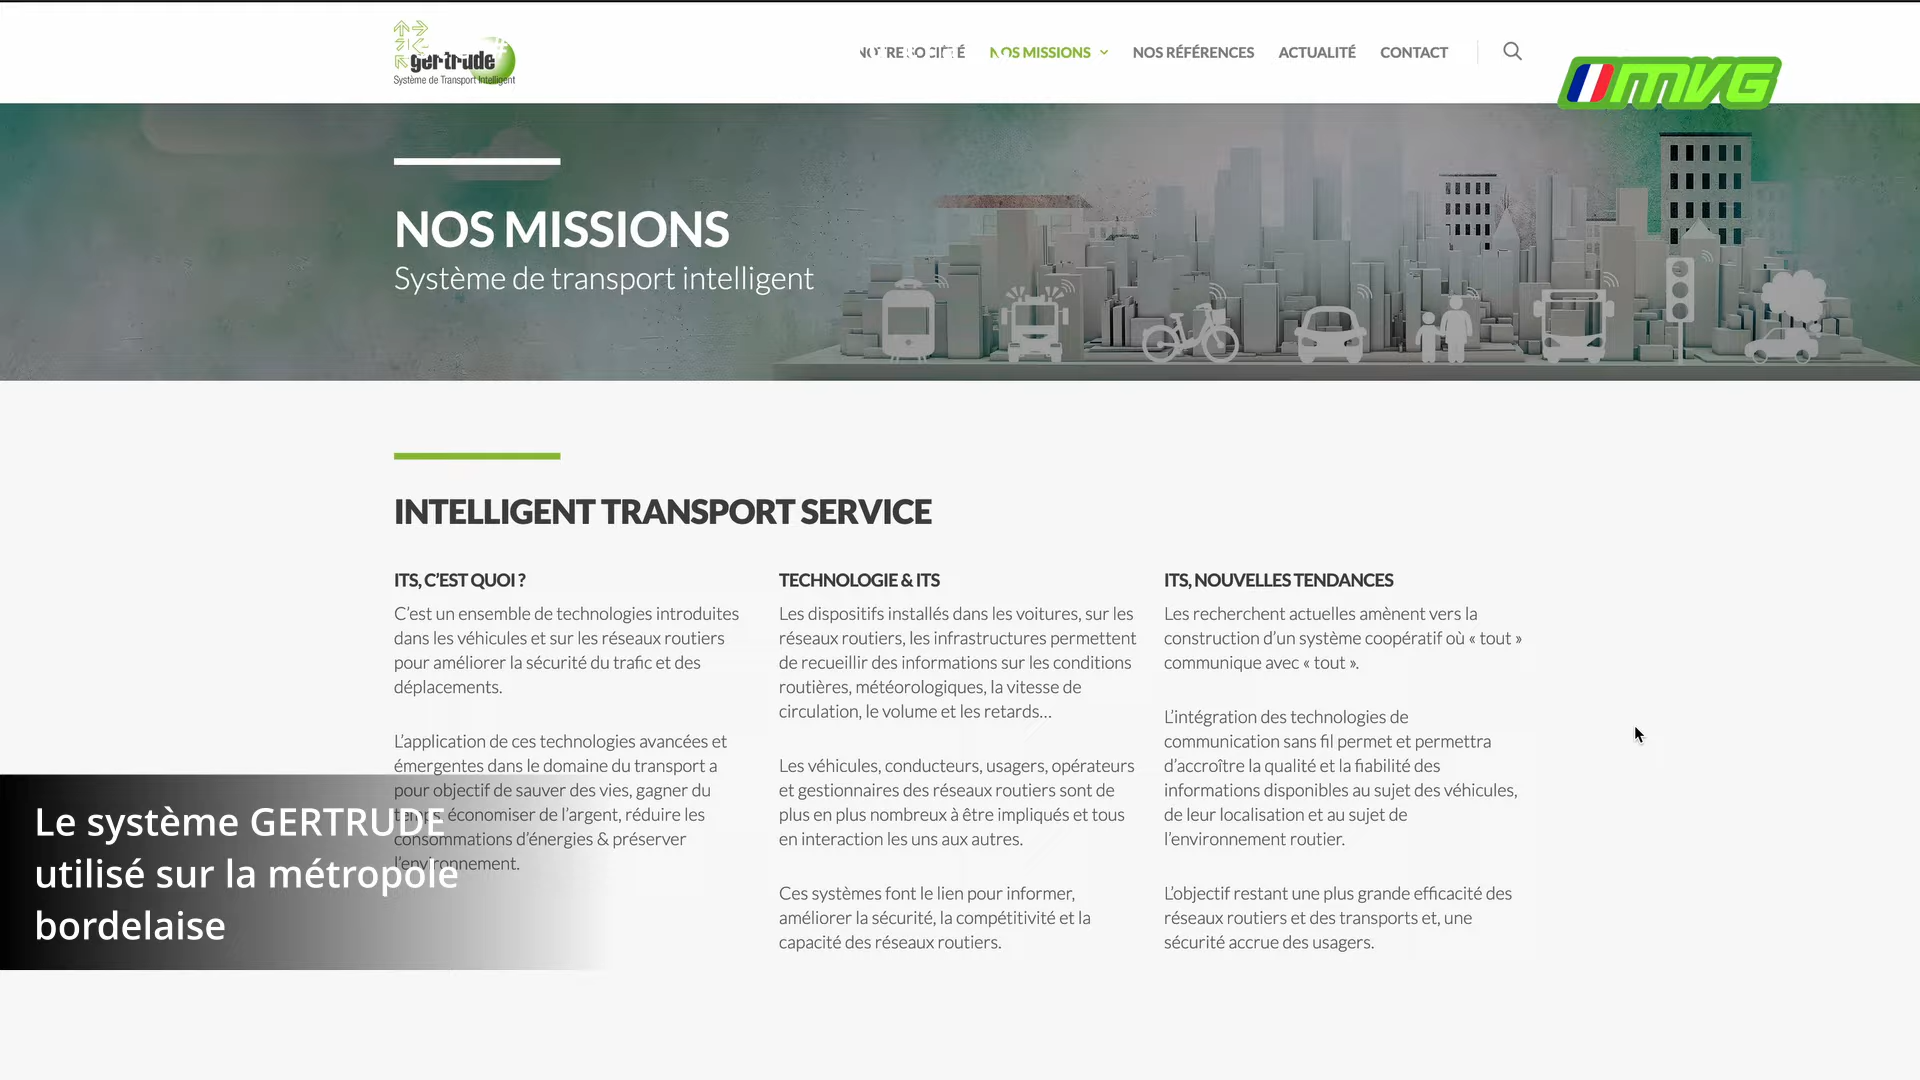 gertrude
Système de Transport Intelligent
NOTRE SOCIÉTÉ
NOS MISSIONS
NOS RÉFÉRENCES
ACTUALITÉ
CONTACT
MVG
NOS MISSIONS
Système de transport intelligent
INTELLIGENT TRANSPORT SERVICE
ITS, C’EST QUOI ?
C’est un ensemble de technologies introduites
dans les véhicules et sur les réseaux routiers
pour améliorer la sécurité du trafic et des
déplacements.
L’application de ces technologies avancées et
émergentes dans le domaine du transport a
pour objectif de sauver des vies, gagner du
temps, économiser de l’argent, réduire les
consommations d’énergies & préserver
l’environnement.
TECHNOLOGIE & ITS
Les dispositifs installés dans les voitures, sur les
réseaux routiers, les infrastructures permettent
de recueillir des informations sur les conditions
routières, météorologiques, la vitesse de
circulation, le volume et les retards…
Les véhicules, conducteurs, usagers, opérateurs
et gestionnaires des réseaux routiers sont de
plus en plus nombreux à être impliqués et tous
en interaction les uns aux autres.
Ces systèmes font le lien pour informer,
améliorer la sécurité, la compétitivité et la
capacité des réseaux routiers.
ITS, NOUVELLES TENDANCES
Les recherchent actuelles amènent vers la
construction d’un système coopératif où « tout »
communique avec « tout ».
L’intégration des technologies de
communication sans fil permet et permettra
d’accroître la qualité et la fiabilité des
informations disponibles au sujet des véhicules,
de leur localisation et au sujet de
l’environnement routier.
L’objectif restant une plus grande efficacité des
réseaux routiers et des transports et, une
sécurité accrue des usagers.
Le système GERTRUDE
utilisé sur la métropole
bordelaise